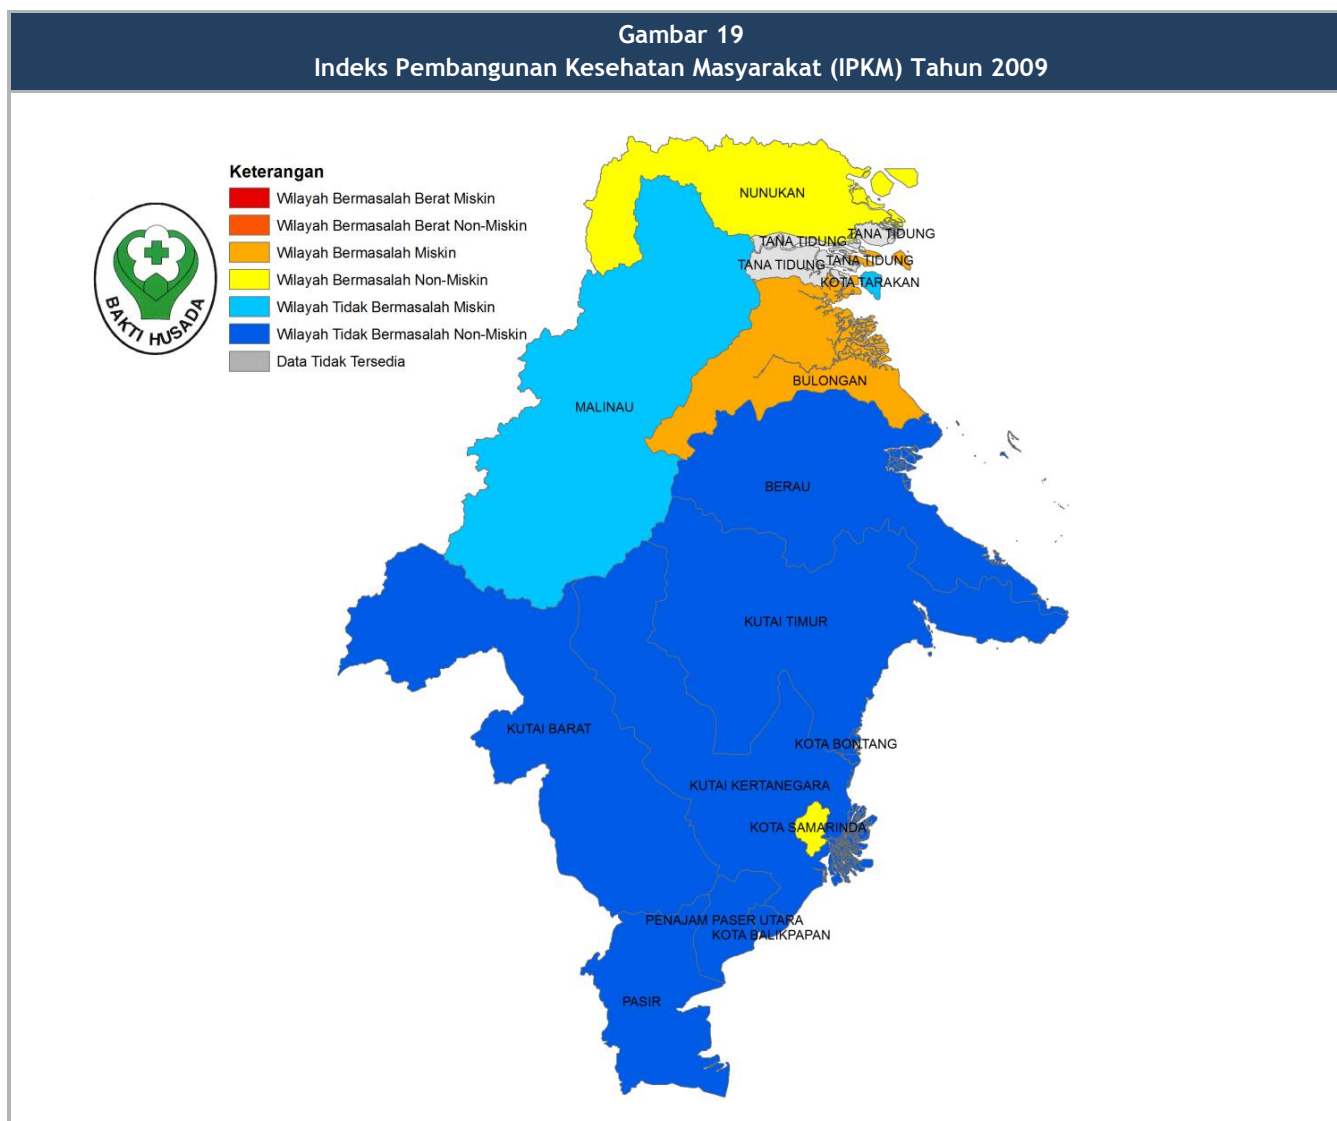 Gambar 19
Indeks Pembangunan Kesehatan Masyarakat (IPKM) Tahun 2009
Keterangan
Wilayah Bermasalah Berat Miskin
Wilayah Bermasalah Berat Non-Miskin
Wilayah Bermasalah Miskin
Wilayah Bermasalah Non-Miskin
Wilayah Tidak Bermasalah Miskin
Wilayah Tidak Bermasalah Non-Miskin
Data Tidak Tersedia
BAKTI HUSADA
NUNUKAN
TANA TIDUNG
TANA TIDUNG
TANA TIDUNG
TANA TIDUNG
KOTA TARAKAN
BULONGAN
MALINAU
BERAU
KUTAI TIMUR
KUTAI BARAT
KOTA BONTANG
KUTAI KERTANEGARA
KOTA SAMARINDA
PENAJAM PASER UTARA
KOTA BALIKPAPAN
PASIR